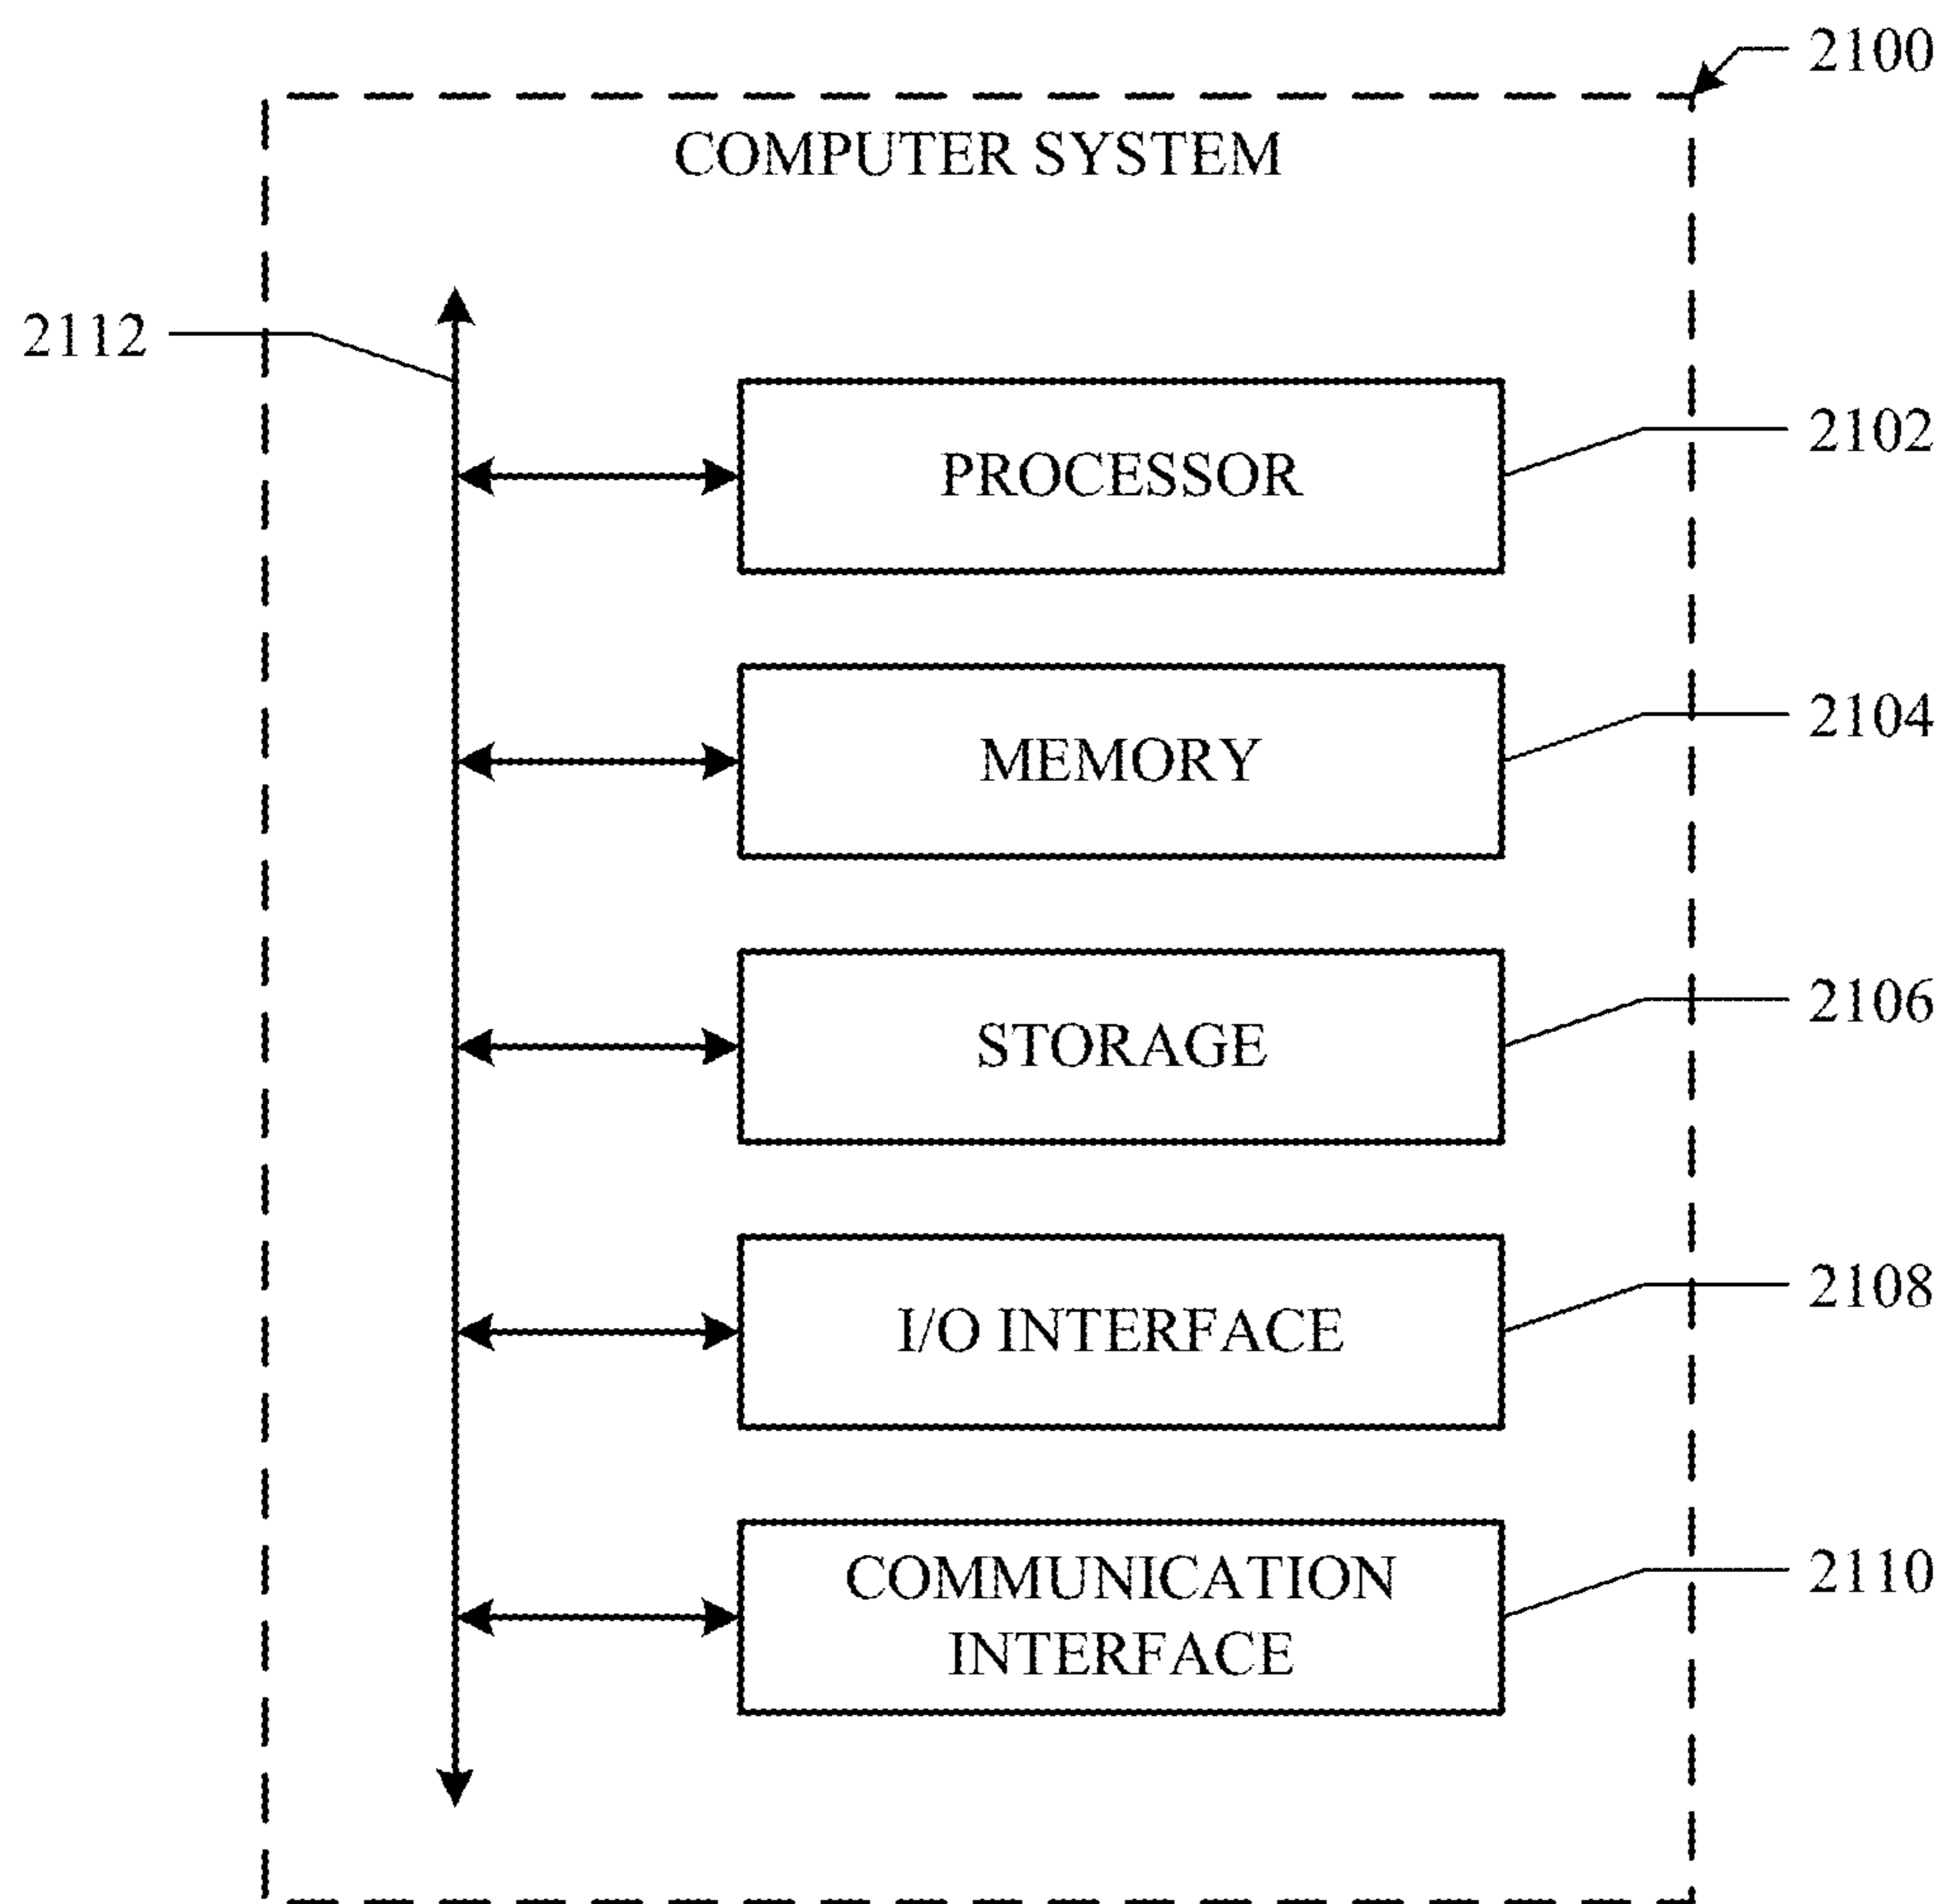 2100
COMPUTER SYSTEM
2112
2102
PROCESSOR
2104
MEMORY
2106
STORAGE
2108
I/O INTERFACE
2110
COMMUNICATION
INTERFACE